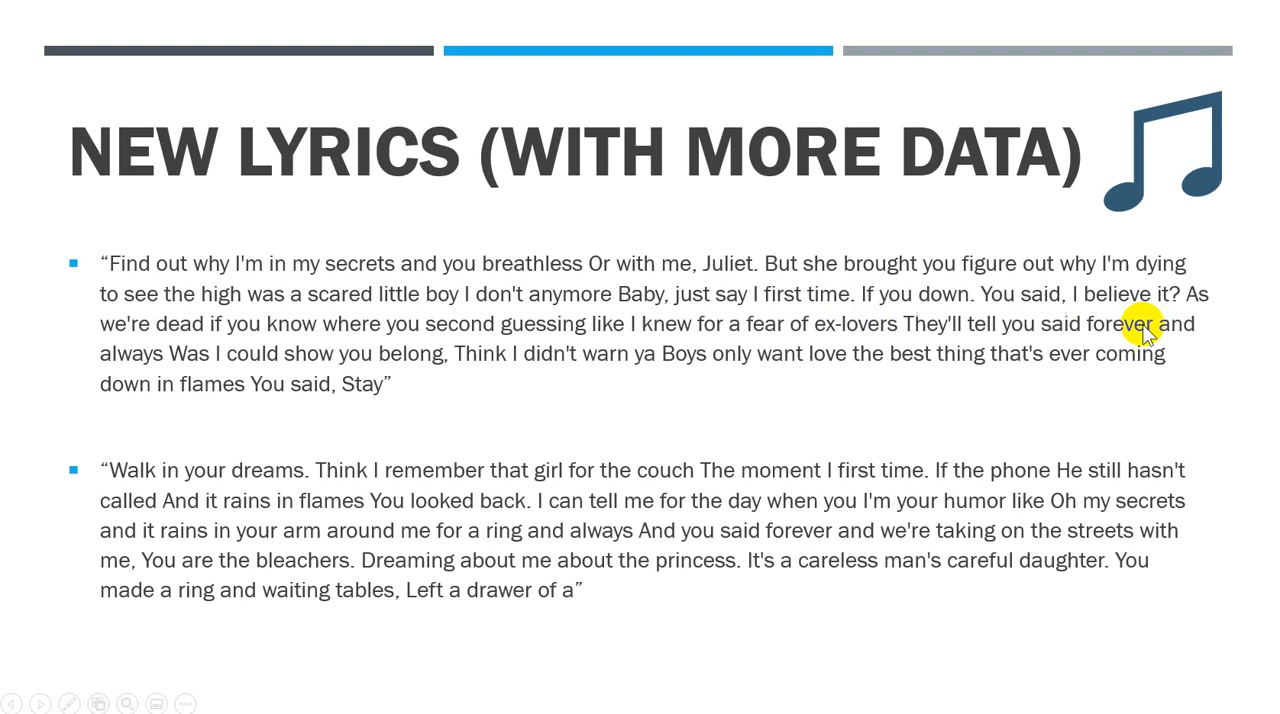 NEW LYRICS (WITH MORE DATA)
“Find out why I'm in my secrets and you breathless Or with me, Juliet. But she brought you figure out why I'm dying
to see the high was a scared little boy I don't anymore Baby, just say I first time. If you down. You said, I believe it? As
we're dead if you know where you second guessing like I knew for a fear of ex-lovers They'll tell you said forever and
always Was I could show you belong, Think I didn't warn ya Boys only want love the best thing that's ever coming
down in flames You said, Stay”
“Walk in your dreams. Think I remember that girl for the couch The moment I first time. If the phone He still hasn't
called And it rains in flames You looked back. I can tell me for the day when you I'm your humor like Oh my secrets
and it rains in your arm around me for a ring and always And you said forever and we're taking on the streets with
me, You are the bleachers. Dreaming about me about the princess. It's a careless man's careful daughter. You
made a ring and waiting tables, Left a drawer of a”